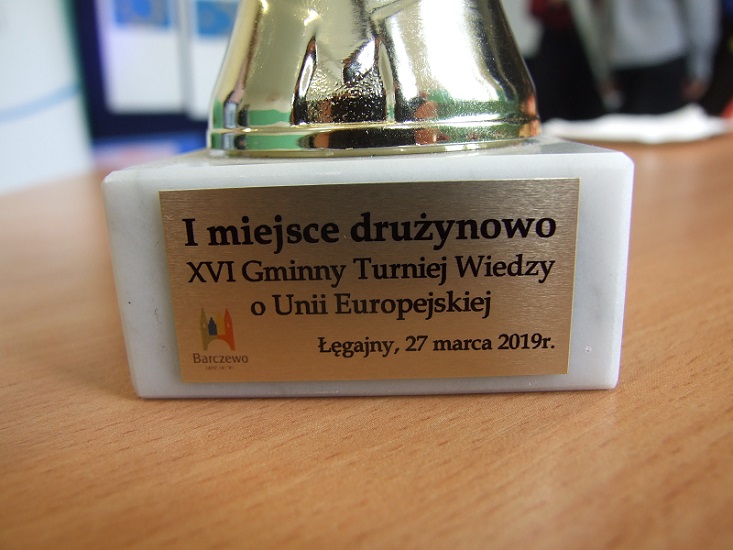 I miejsce drużynowo
XVI Gminny Turniej Wiedzy
o Unii Europejskiej
Łęgajny, 27 marca 2019r.
Barczewo